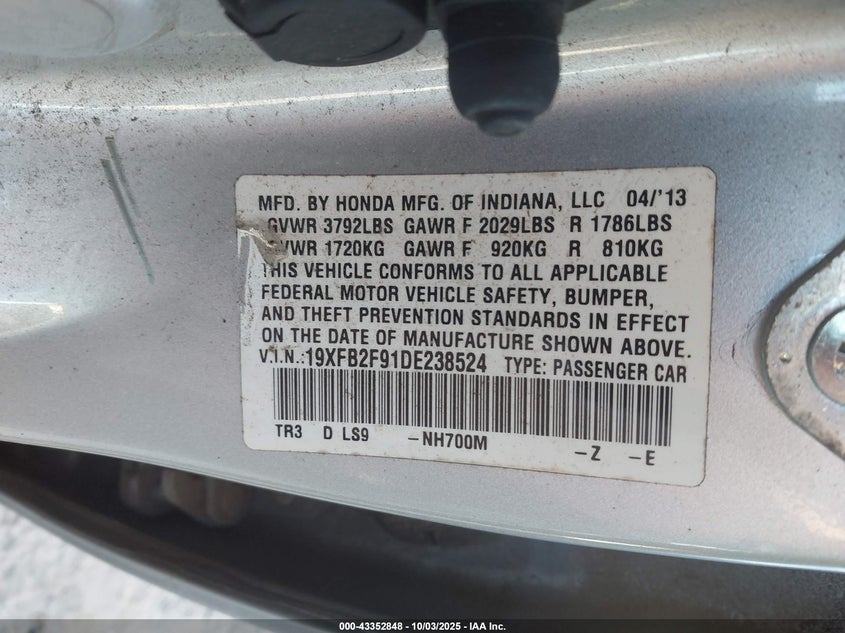 MFD. BY HONDA MFG. OF INDIANA, LLC 04/'13
GVWR 3792LBS GAWR F 2029LBS R 1786LBS
GVWR 1720KG GAWR F 920KG R 810KG
THIS VEHICLE CONFORMS TO ALL APPLICABLE
FEDERAL MOTOR VEHICLE SAFETY, BUMPER,
AND THEFT PREVENTION STANDARDS IN EFFECT
ON THE DATE OF MANUFACTURE SHOWN ABOVE.
V.I.N.:19XFB2F91DE238524 TYPE: PASSENGER CAR
TR3 D LS9 -NH700M
-Z -E
000-43352848 - 10/03/2025 - IAA Inc.